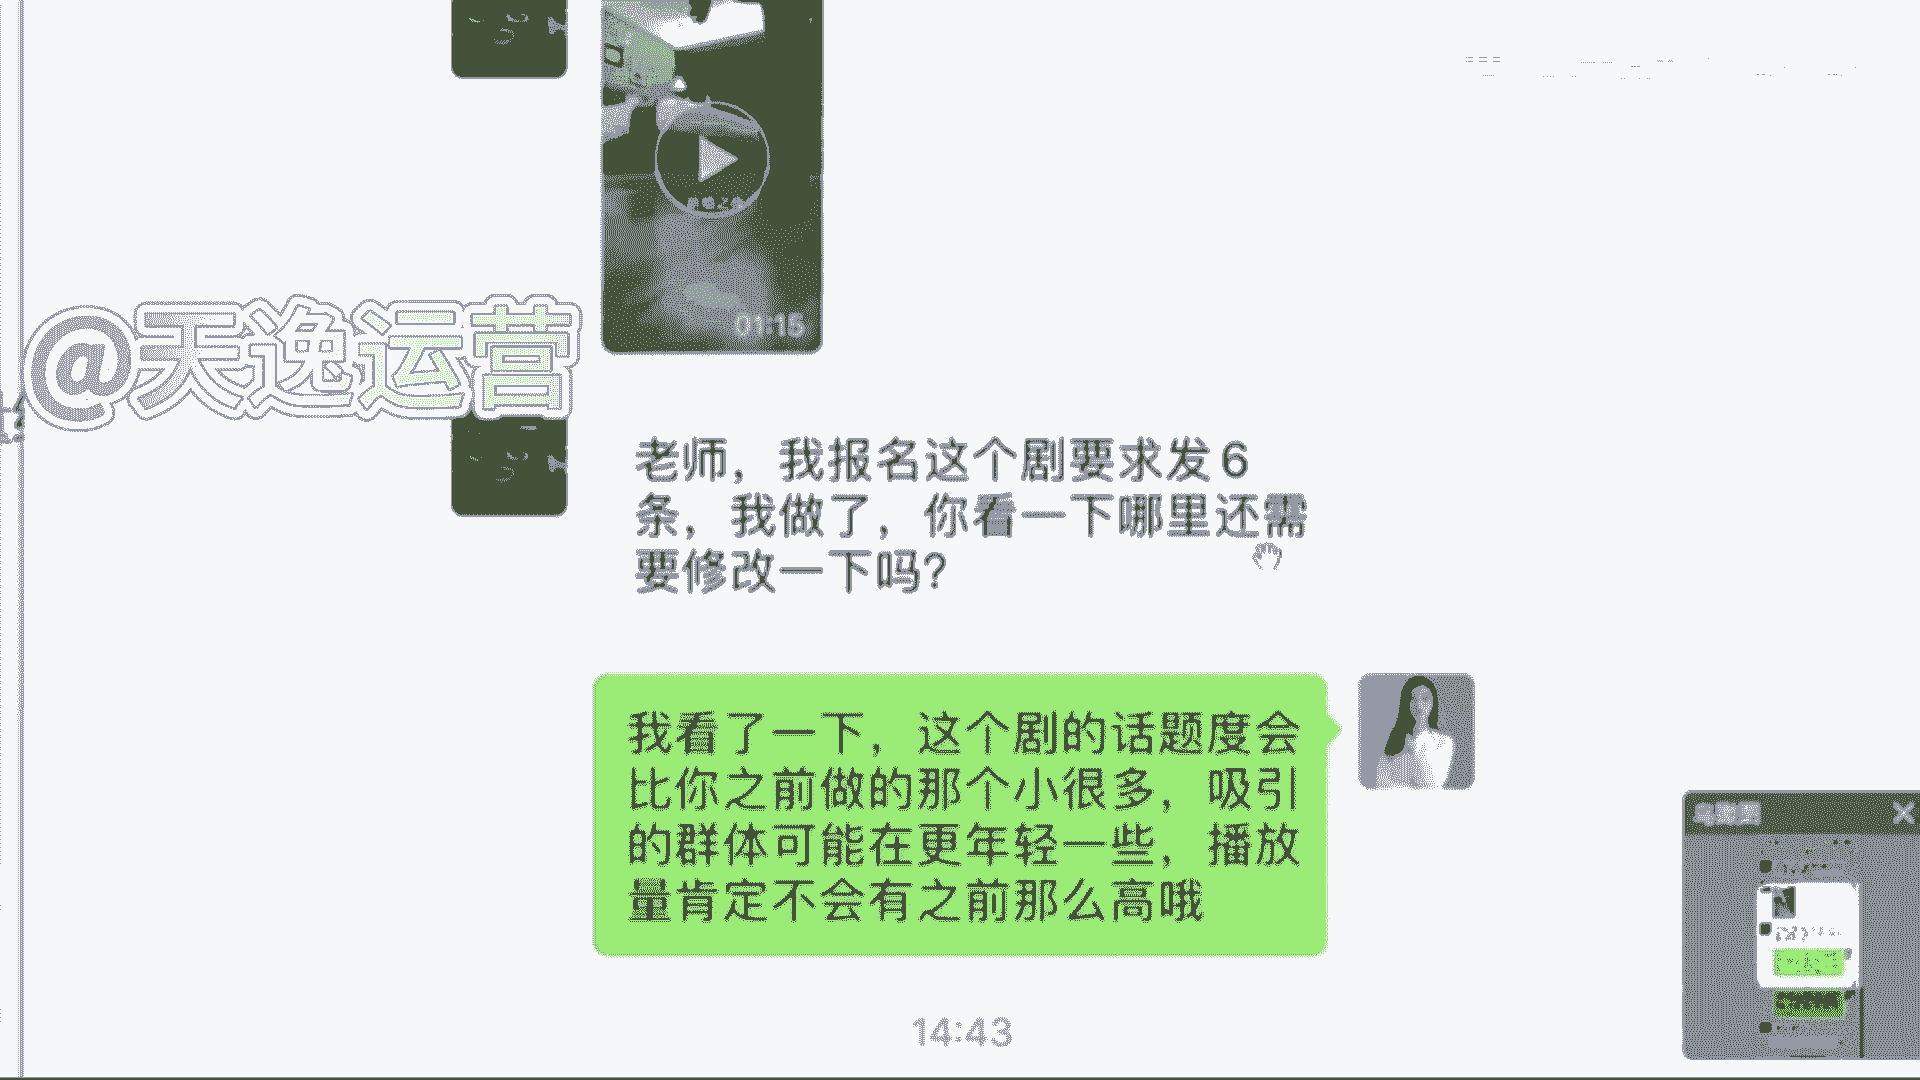 01:15
@天逸运营
老师，我报名这个剧要求发6
条，我做了，你看一下哪里还需
要修改一下吗？
我看了一下，这个剧的话题度会
比你之前做的那个小很多，吸引
的群体可能在更年轻一些，播放
量肯定不会有之前那么高哦
14:43